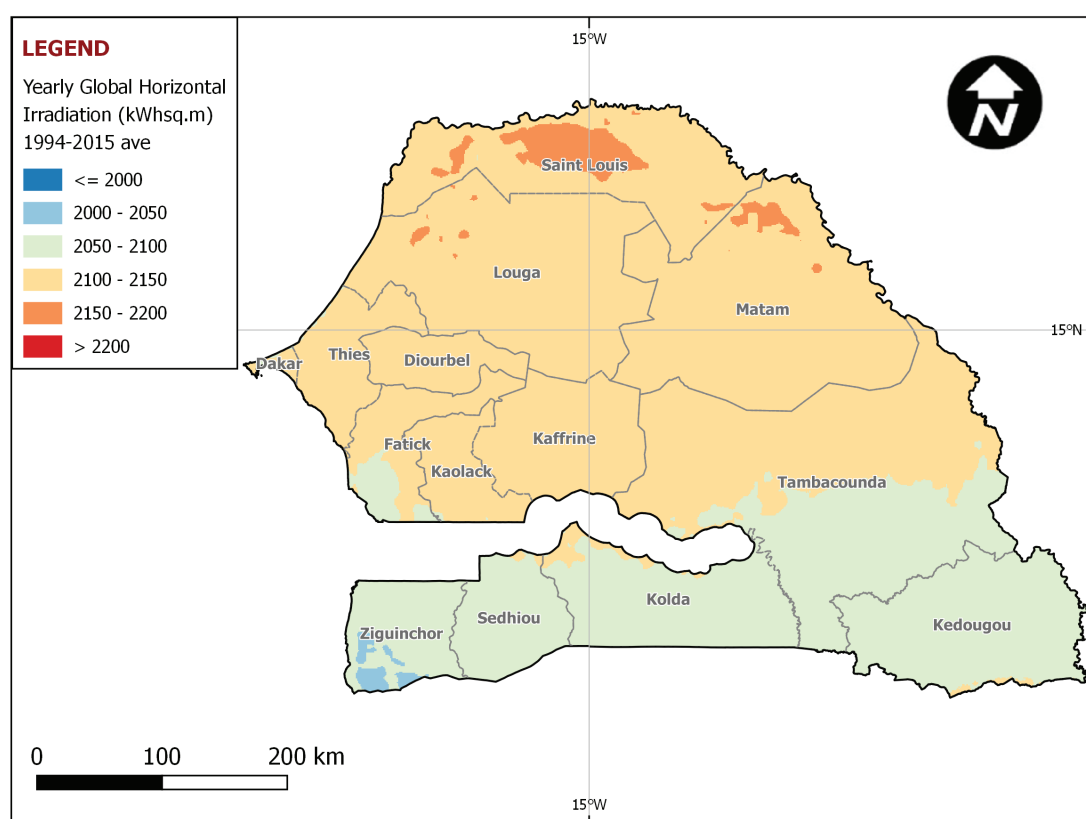 LEGEND
Yearly Global Horizontal
Irradiation (kWhsq.m)
1994-2015 ave
<= 2000
2000 - 2050
2050 - 2100
2100 - 2150
2150 - 2200
> 2200
15°W
N
Saint Louis
Louga
Matam
15°N
Dakar
Thies
Diourbel
Fatick
Kaffrine
Kaolack
Tambacounda
Kolda
Sedhiou
Ziguinchor
Kedougou
0 100 200 km
15°W